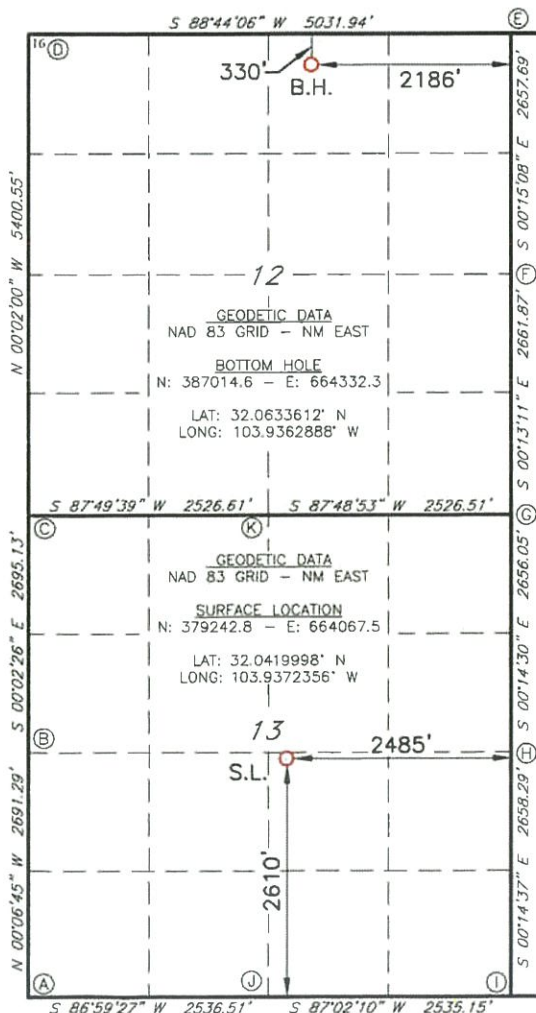 S 88°44'06" W 5031.94'
E
16 D
330'
B.H.
2186'
S 00°15'08" E 2657.69'
N 00°02'00" W 5400.55'
12
F
GEODETIC DATA
NAD 83 GRID – NM EAST
BOTTOM HOLE
N: 387014.6 – E: 664332.3
LAT: 32.0633612° N
LONG: 103.9362888° W
S 00°13'11" E 2661.87'
S 87°49'39" W 2526.61'
S 87°48'53" W 2526.51'
C
K
G
GEODETIC DATA
NAD 83 GRID – NM EAST
SURFACE LOCATION
N: 379242.8 – E: 664067.5
LAT: 32.0419998° N
LONG: 103.9372356° W
S 00°02'26" E 2695.13'
S 00°14'30" E 2656.05'
13
B
2485'
H
S.L.
2610'
N 00°06'45" W 2691.29'
S 00°14'37" E 2658.29'
A
J
I
S 86°59'27" W 2536.51'
S 87°02'10" W 2535.15'